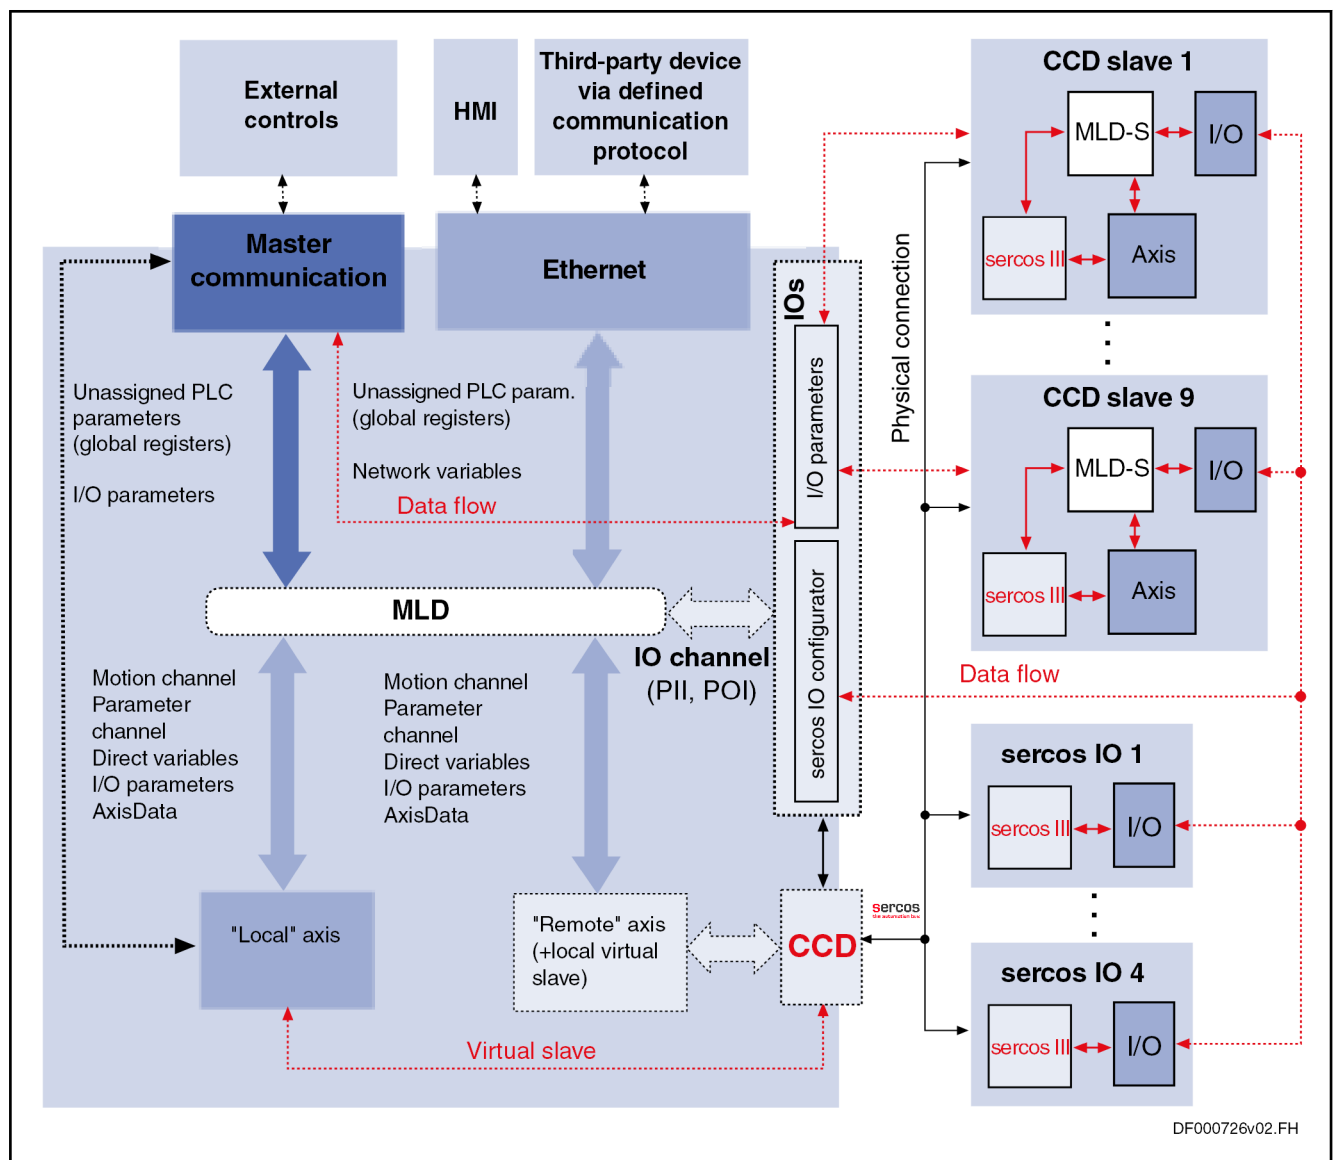 External
controls
HMI
Third-party device
via defined
communication
protocol
Master
communication
Ethernet
Unassigned PLC
parameters
(global registers)
I/O parameters
Unassigned PLC param.
(global registers)
Network variables
Data flow
IOs
I/O parameters
sercos IO configurator
MLD
IO channel
(PII, POI)
Motion channel
Parameter
channel
Direct variables
I/O parameters
AxisData
Motion channel
Parameter
channel
Direct variables
I/O parameters
AxisData
"Local" axis
"Remote" axis
(+local virtual
slave)
CCD
Virtual slave
sercos
the automation bus
Physical connection
CCD slave 1
MLD-S
I/O
sercos III
Axis
CCD slave 9
MLD-S
I/O
sercos III
Axis
Data flow
sercos IO 1
sercos III
I/O
sercos IO 4
sercos III
I/O
DF000726v02.FH